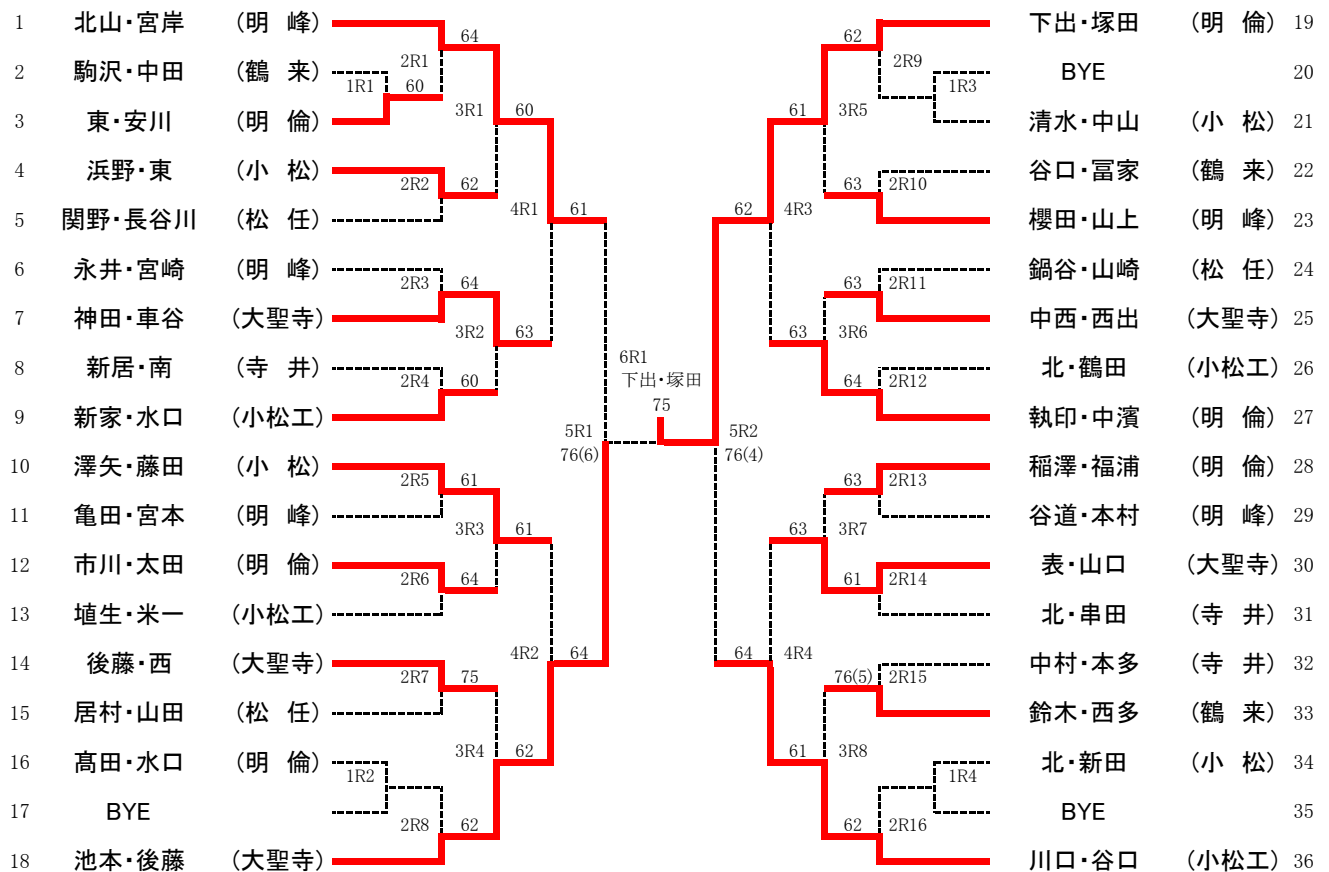 1 北山・宮岸 (明 峰)
2 駒沢・中田 (鶴 来)
3 東・安川 (明 倫)
4 浜野・東 (小 松)
5 関野・長谷川 (松 任)
6 永井・宮崎 (明 峰)
7 神田・車谷 (大聖寺)
8 新居・南 (寺 井)
9 新家・水口 (小松工)
10 澤矢・藤田 (小 松)
11 亀田・宮本 (明 峰)
12 市川・太田 (明 倫)
13 埴生・米一 (小松工)
14 後藤・西 (大聖寺)
15 居村・山田 (松 任)
16 髙田・水口 (明 倫)
17 BYE
18 池本・後藤 (大聖寺)
1R1
1R2
2R1
60
2R2
2R3
2R4
2R5
2R6
2R7
2R8
64
3R1
62
64
3R2
60
61
3R3
64
75
3R4
62
60
4R1
63
61
4R2
62
61
5R1
76(6)
64
6R1
下出・塚田
75
62
5R2
76(4)
64
61
4R3
63
63
4R4
61
62
3R5
63
63
3R6
64
63
3R7
61
76(5)
3R8
62
2R9
2R10
2R11
2R12
2R13
2R14
2R15
2R16
1R3
1R4
下出・塚田 (明 倫) 19
BYE 20
清水・中山 (小 松) 21
谷口・冨家 (鶴 来) 22
櫻田・山上 (明 峰) 23
鍋谷・山崎 (松 任) 24
中西・西出 (大聖寺) 25
北・鶴田 (小松工) 26
執印・中濱 (明 倫) 27
稲澤・福浦 (明 倫) 28
谷道・本村 (明 峰) 29
表・山口 (大聖寺) 30
北・串田 (寺 井) 31
中村・本多 (寺 井) 32
鈴木・西多 (鶴 来) 33
北・新田 (小 松) 34
BYE 35
川口・谷口 (小松工) 36